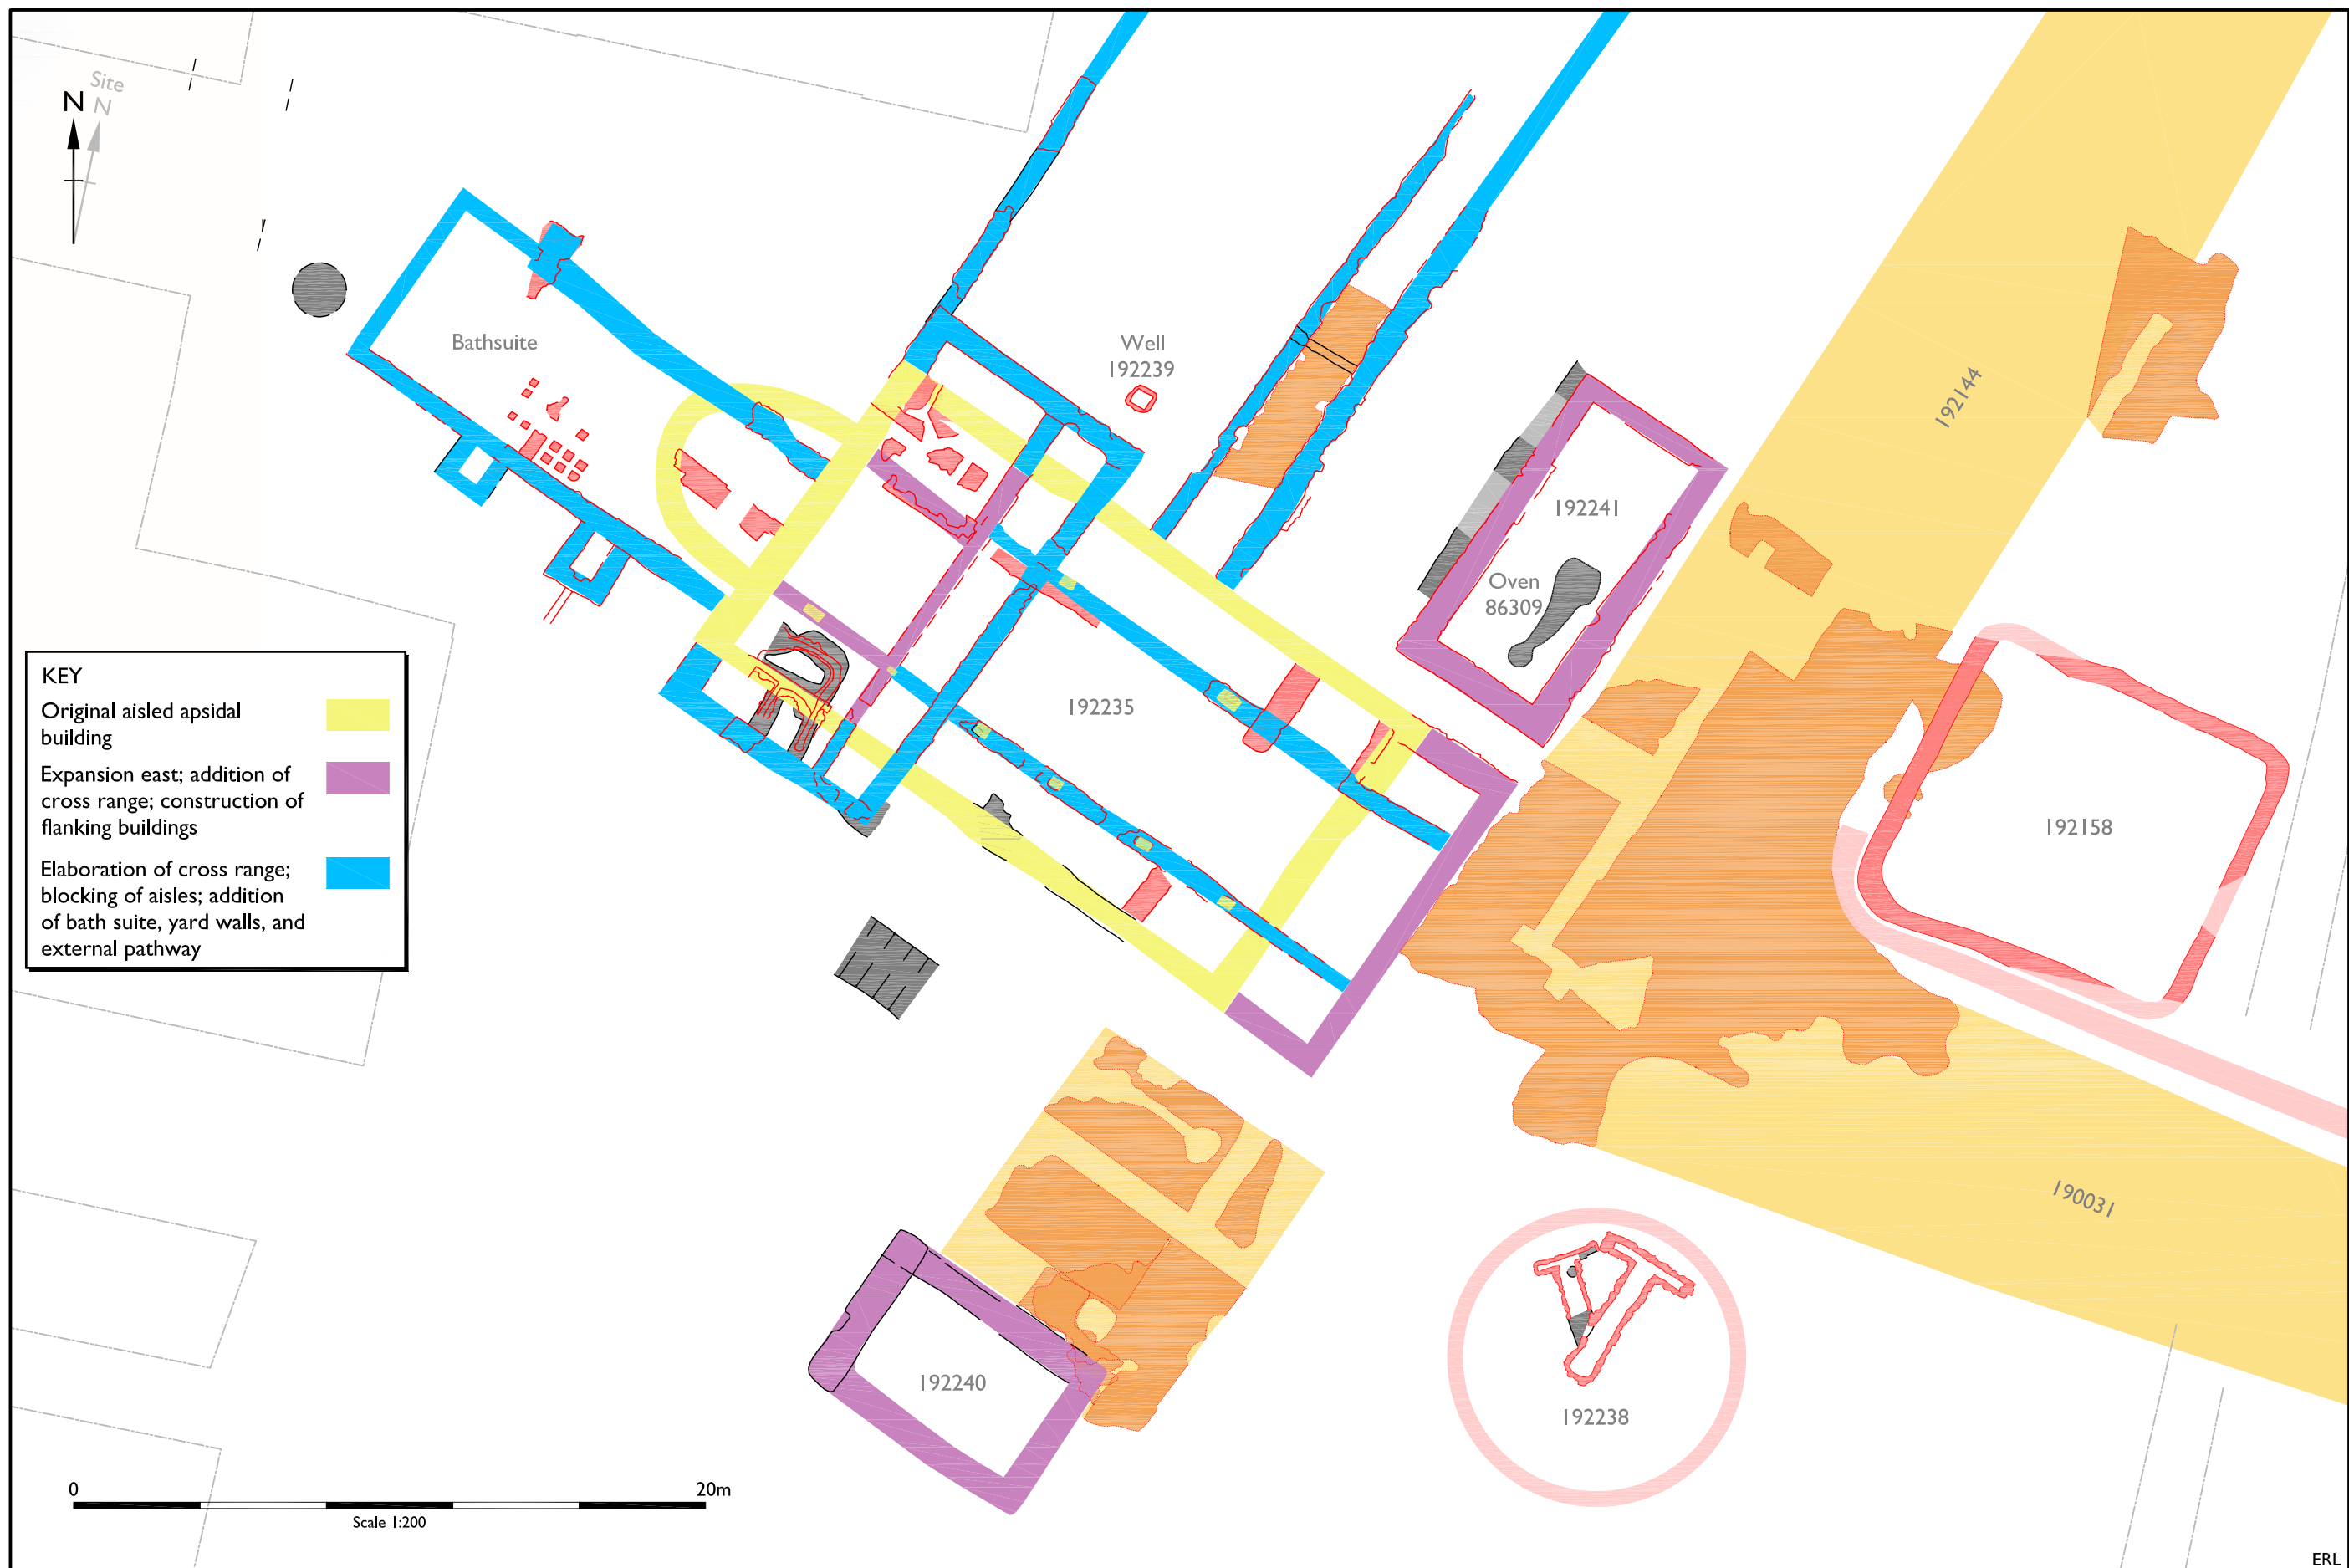 Site
N
N
Bathsuite
Well
192239
192144
192241
Oven
86309
KEY
Original aisled apsidal
building
Expansion east; addition of
cross range; construction of
flanking buildings
Elaboration of cross range;
blocking of aisles; addition
of bath suite, yard walls, and
external pathway
192235
192158
190031
192240
192238
0
20m
Scale 1:200
ERL